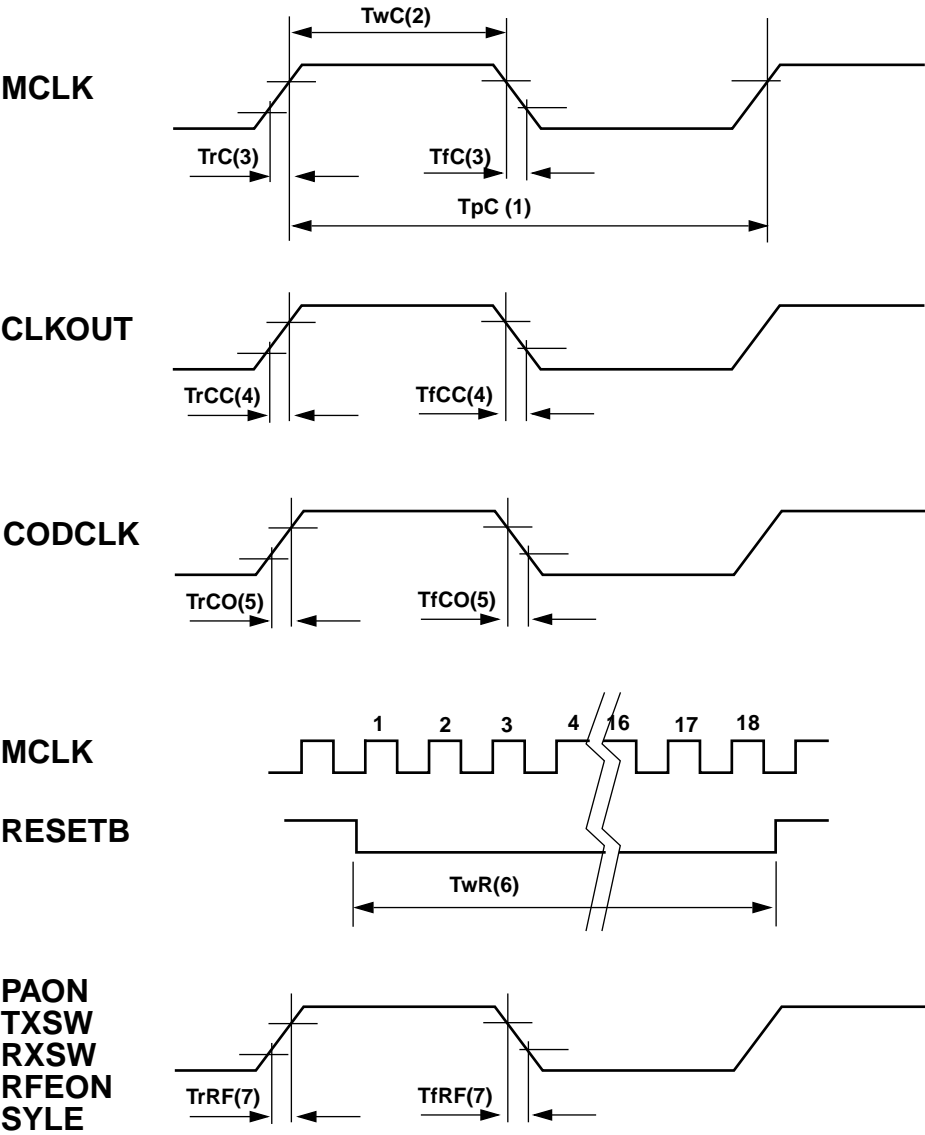 TwC(2)
MCLK
TrC(3)
TfC(3)
TpC (1)
CLKOUT
TrCC(4)
TfCC(4)
CODCLK
TrCO(5)
TfCO(5)
1 2 3 4 16 17 18
MCLK
RESETB
TwR(6)
PAON
TXSW
RXSW
RFEON
SYLE
TrRF(7)
TfRF(7)